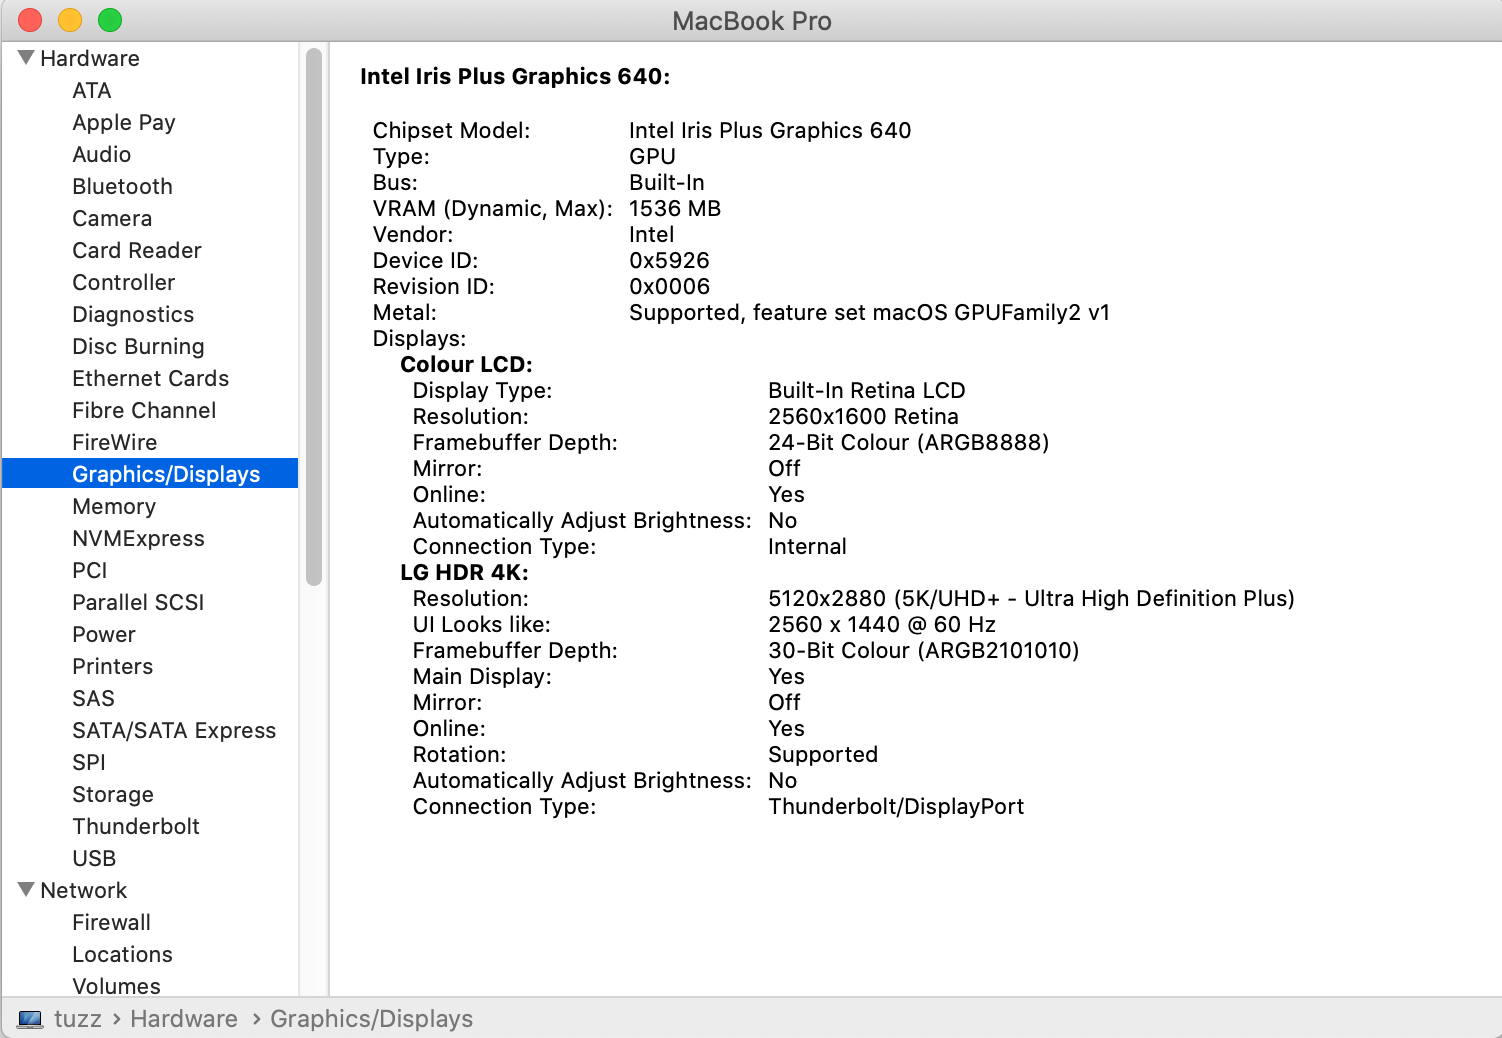 MacBook Pro
Hardware
ATA
Apple Pay
Audio
Bluetooth
Camera
Card Reader
Controller
Diagnostics
Disc Burning
Ethernet Cards
Fibre Channel
FireWire
Graphics/Displays
Memory
NVMExpress
PCI
Parallel SCSI
Power
Printers
SAS
SATA/SATA Express
SPI
Storage
Thunderbolt
USB
Network
Firewall
Locations
Volumes
Intel Iris Plus Graphics 640:
Chipset Model: Intel Iris Plus Graphics 640
Type: GPU
Bus: Built-In
VRAM (Dynamic, Max): 1536 MB
Vendor: Intel
Device ID: 0x5926
Revision ID: 0x0006
Metal: Supported, feature set macOS GPUFamily2 v1
Displays:
Colour LCD:
Display Type: Built-In Retina LCD
Resolution: 2560x1600 Retina
Framebuffer Depth: 24-Bit Colour (ARGB8888)
Mirror: Off
Online: Yes
Automatically Adjust Brightness: No
Connection Type: Internal
LG HDR 4K:
Resolution: 5120x2880 (5K/UHD+ - Ultra High Definition Plus)
UI Looks like: 2560 x 1440 @ 60 Hz
Framebuffer Depth: 30-Bit Colour (ARGB2101010)
Main Display: Yes
Mirror: Off
Online: Yes
Rotation: Supported
Automatically Adjust Brightness: No
Connection Type: Thunderbolt/DisplayPort
tuzz › Hardware › Graphics/Displays